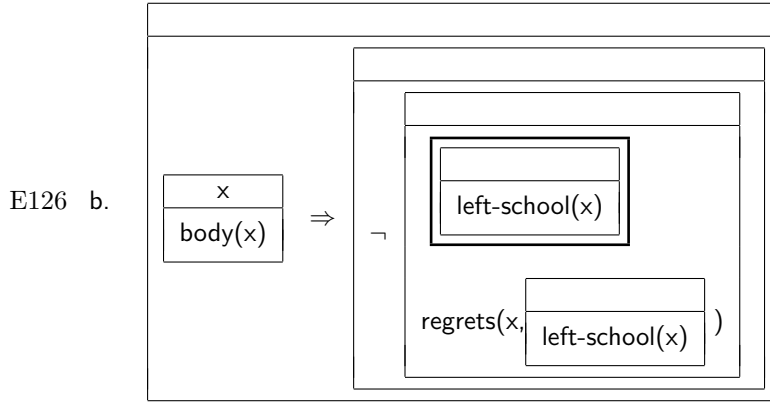 x
left-school(x)
E126 b.
body(x)
⇒
¬
regrets(x,
left-school(x)
)